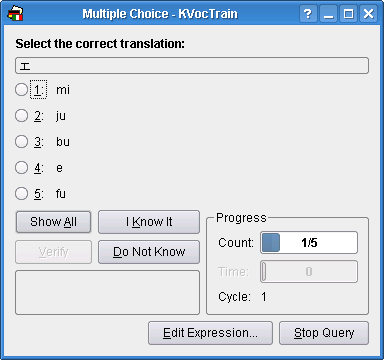 Multiple Choice - KVocTrain
Select the correct translation:
エ
1: mi
2: ju
3: bu
4: e
5: fu
Show All
I Know It
Verify
Do Not Know
Progress
Count: 1/5
Time: 0
Cycle: 1
Edit Expression...
Stop Query